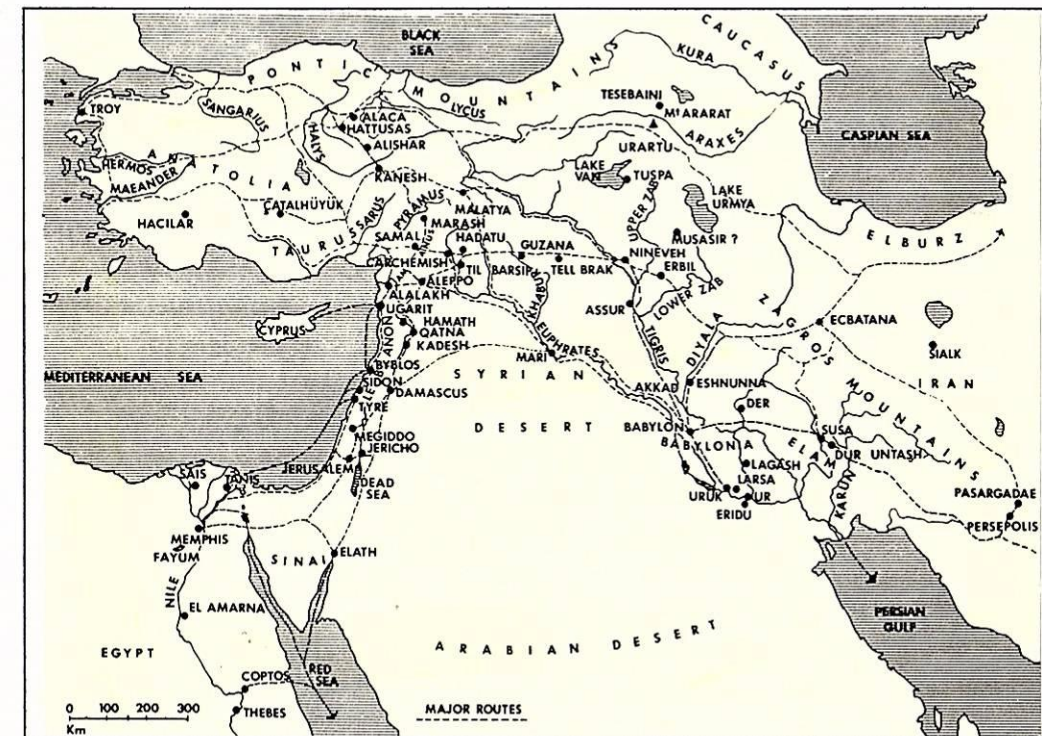 BLACK
SEA
CAUCASUS
KURA
PONTIC
MOUNTAINS
LYCUS
TESEBAINI
Mt ARARAT
ARAXES
CASPIAN SEA
TROY
SANGARIUS
ALACA
HATTUSAS
HALYS
ALISHAR
URARTU
HERMOS
MAEANDER
ANATOLIA
KANESH
LAKE
VAN
TUSPA
LAKE
URMYA
ÇATALHÜYÜK
HACILAR
TAURUS
SARUS
PYRAMUS
MALATYA
MARASH
UPPER ZAB
MUSASIR ?
ELBURZ
SAMAL
HADATU
GUZANA
CARCHEMISH
TIL
BARSIP
TELL BRAK
NINEVEH
ERBIL
ALEPPO
ALALAKH
KHABUR
LOWER ZAB
UGARIT
ASSUR
ZAGROS
MOUNTAINS
ECBATANA
CYPRUS
HAMATH
QATNA
KADESH
EUPHRATES
TIGRIS
DIYALA
SIALK
MARI
LEBANON
BYBLOS
MEDITERRANEAN SEA
SIDON
DAMASCUS
TYRE
SYRIAN
DESERT
AKKAD
ESHNUNNA
IRAN
DER
MEGIDDO
JERICHO
BABYLON
BABYLONIA
ELAM
SUSA
DUR UNTASH
JERUSALEM
SAIS
TANIS
DEAD
SEA
LAGASH
LARSA
URUK
UR
ERIDU
KARUN
PASARGADAE
PERSEPOLIS
MEMPHIS
FAYUM
SINAI
ELATH
NILE
EL AMARNA
PERSIAN
GULF
EGYPT
ARABIAN DESERT
RED
SEA
COPTOS
THEBES
0 100 200 300
Km
MAJOR ROUTES